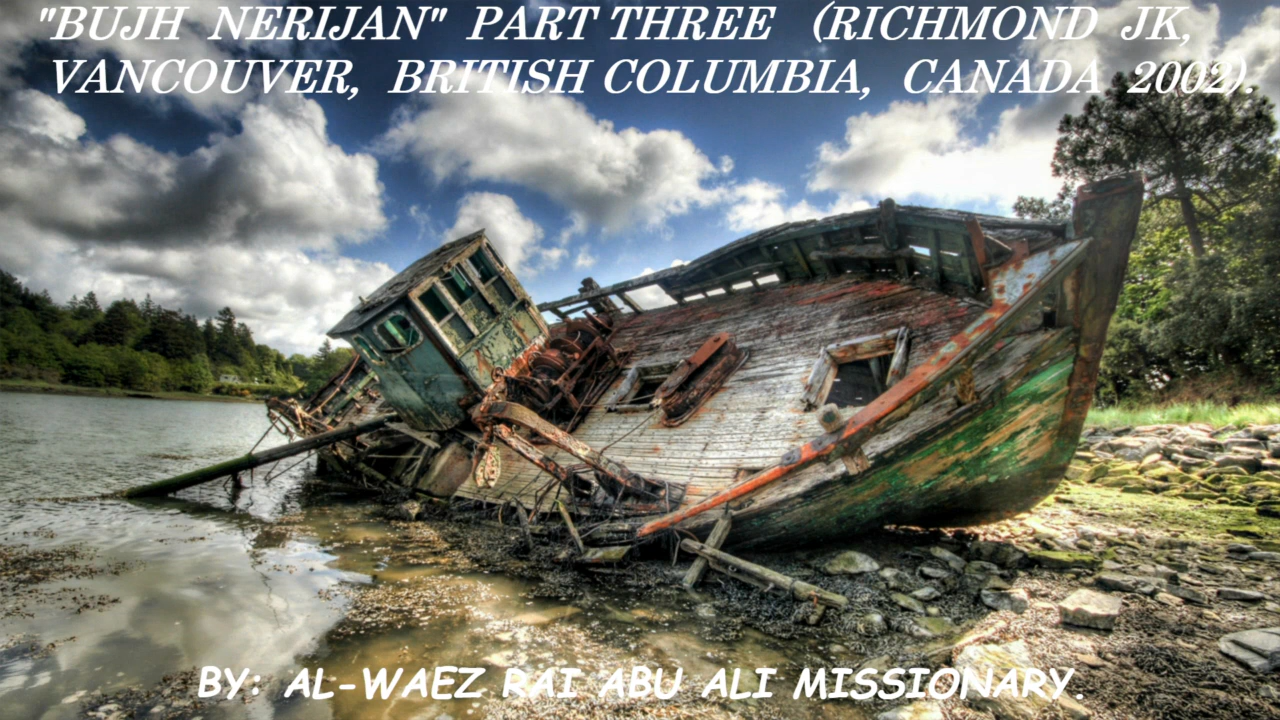 "BUJH NERIJAN" PART THREE (RICHMOND JK,
VANCOUVER, BRITISH COLUMBIA, CANADA 2002).
BY: AL-WAEZ RAI ABU ALI MISSIONARY.